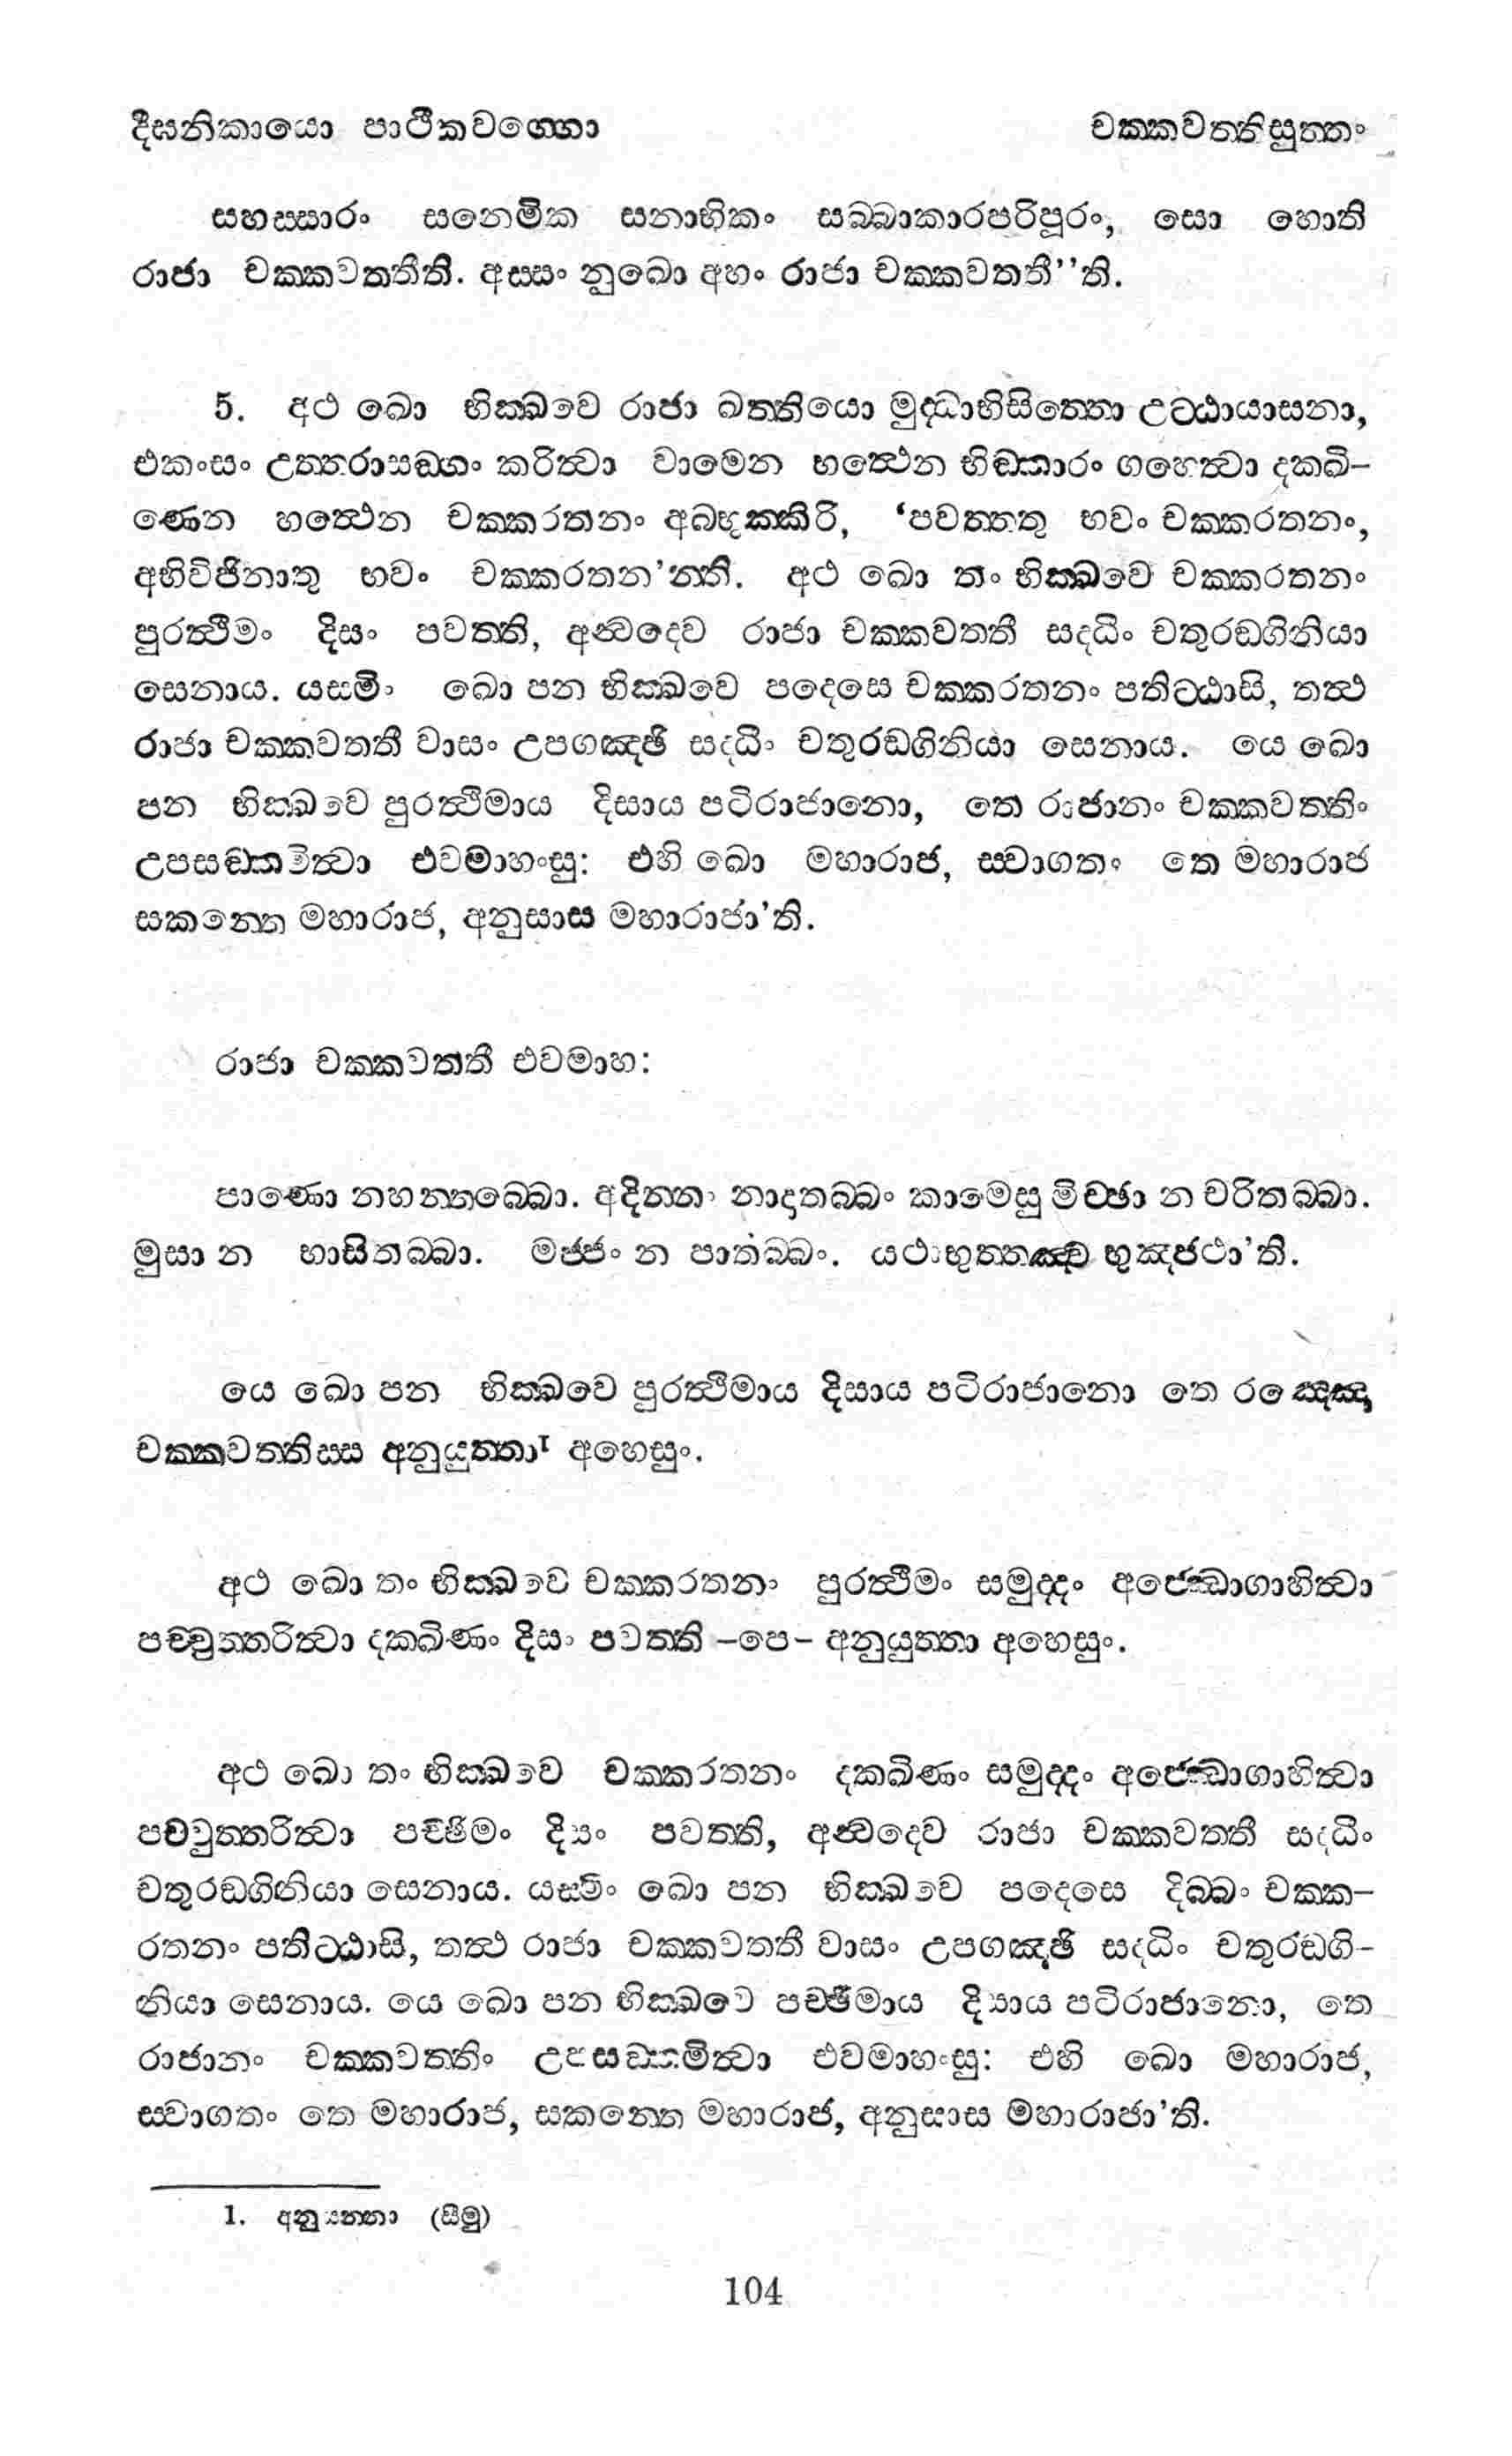 දීඝනිකායො පාථිකවග්ගො චක්කවත්තිසුත්තං
සහස්සාරං සනෙමික සනාභිකං සබ්බාකාරපරිපූරං, සො හොති
රාජා චක්කවත්තීති. අස්සං නුඛො අහං රාජා චක්කවත්තී’’ති.
5. අථ ඛො භික්ඛවෙ රාජා ඛත්තියො මුද්ධාභිසිත්තො උට්ඨායාසනා,
එකංසං උත්තරාසඞ්ගං කරිත්වා වාමෙන හත්ථෙන භිඞ්කාරං ගහෙත්වා දක්ඛි-
ණෙන හත්ථෙන චක්කරතනං අබ්භුක්කිරි, ‘පවත්තතු භවං චක්කරතනං,
අභිවිජිනාතු භවං චක්කරතන’න්ති. අථ ඛො තං භික්ඛවෙ චක්කරතනං
පුරත්ථිමං දිසං පවත්ති, අන්වදෙව රාජා චක්කවත්තී සද්ධිං චතුරඞ්ගිනියා
සෙනාය. යස්මිං ඛො පන භික්ඛවෙ පදෙසෙ චක්කරතනං පතිට්ඨාසි, තත්ථ
රාජා චක්කවත්තී වාසං උපගඤ්ඡි සද්ධිං චතුරඞ්ගිනියා සෙනාය. යෙ ඛො
පන භික්ඛවෙ පුරත්ථිමාය දිසාය පටිරාජානො, තෙ රාජානං චක්කවත්තිං
උපසඞ්කමිත්වා එවමාහංසු: එහි ඛො මහාරාජ, ස්වාගතං තෙ මහාරාජ
සකන්තෙ මහාරාජ, අනුසාස මහාරාජා’ති.
රාජා චක්කවත්තී එවමාහ:
පාණො නහන්තබ්බො. අදින්නං නාදාතබ්බං කාමෙසු මිච්ඡා න චරිතබ්බා.
මුසා න භාසිතබ්බා. මජ්ජං න පාතබ්බං. යථාභුත්තඤ්ච භුඤ්ජථා’ති.
යෙ ඛො පන භික්ඛවෙ පුරත්ථිමාය දිසාය පටිරාජානො තෙ රඤ්ඤො
චක්කවත්තිස්ස අනුයුත්තා¹ අහෙසුං.
අථ ඛො තං භික්ඛවෙ චක්කරතනං පුරත්ථිමං සමුද්දං අජ්ඣොගාහිත්වා
පච්චුත්තරිත්වා දක්ඛිණං දිසං පවත්ති -පෙ- අනුයුත්තා අහෙසුං.
අථ ඛො තං භික්ඛවෙ චක්කරතනං දක්ඛිණං සමුද්දං අජ්ඣොගාහිත්වා
පච්චුත්තරිත්වා පච්ඡිමං දිසං පවත්ති, අන්වදෙව රාජා චක්කවත්තී සද්ධිං
චතුරඞ්ගිනියා සෙනාය. යස්මිං ඛො පන භික්ඛවෙ පදෙසෙ දිබ්බං චක්ක-
රතනං පතිට්ඨාසි, තත්ථ රාජා චක්කවත්තී වාසං උපගඤ්ඡි සද්ධිං චතුරඞ්ගි-
නියා සෙනාය. යෙ ඛො පන භික්ඛවෙ පච්ඡිමාය දිසාය පටිරාජානො, තෙ
රාජානං චක්කවත්තිං උපසඞ්කමිත්වා එවමාහංසු: එහි ඛො මහාරාජ,
ස්වාගතං තෙ මහාරාජ, සකන්තෙ මහාරාජ, අනුසාස මහාරාජා’ති.
1. අනුයන්තා (සීමු)
104